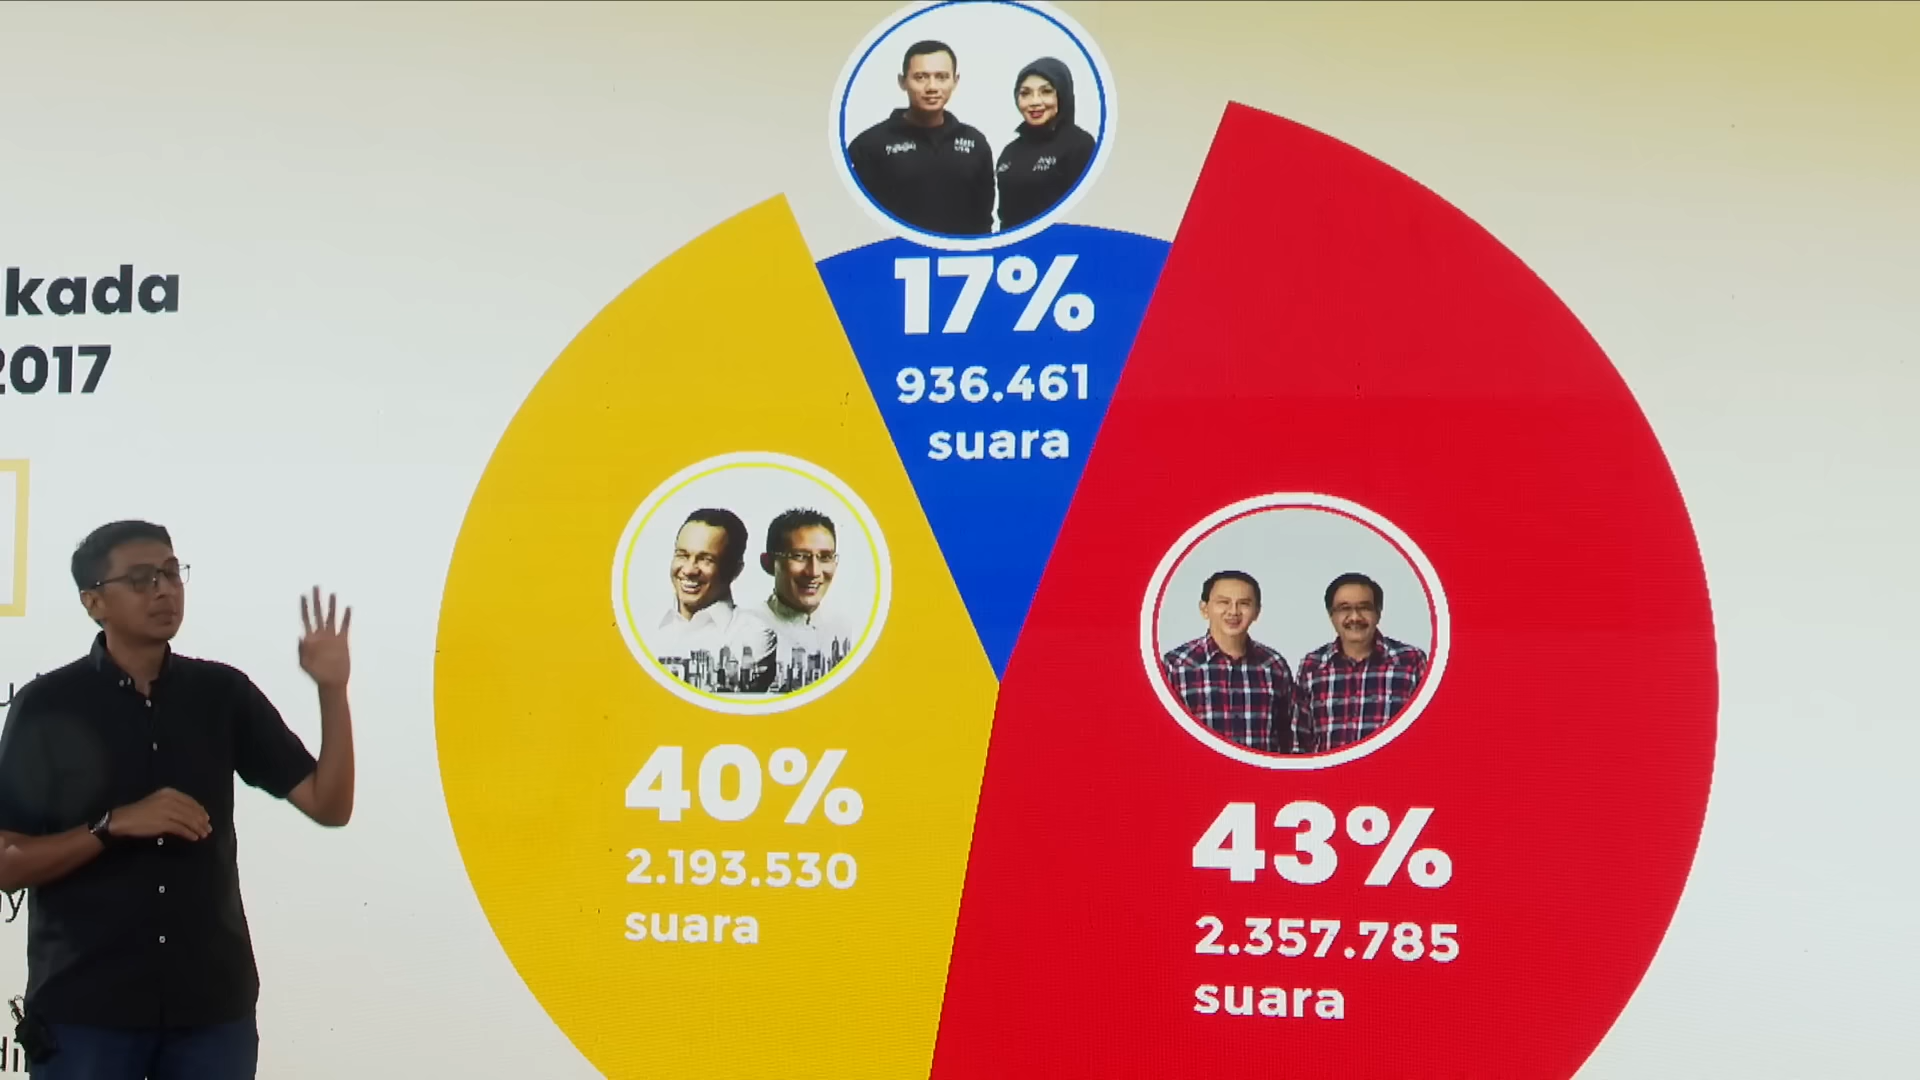 kada
2017
17%
936.461
suara
40%
2.193.530
suara
43%
2.357.785
suara